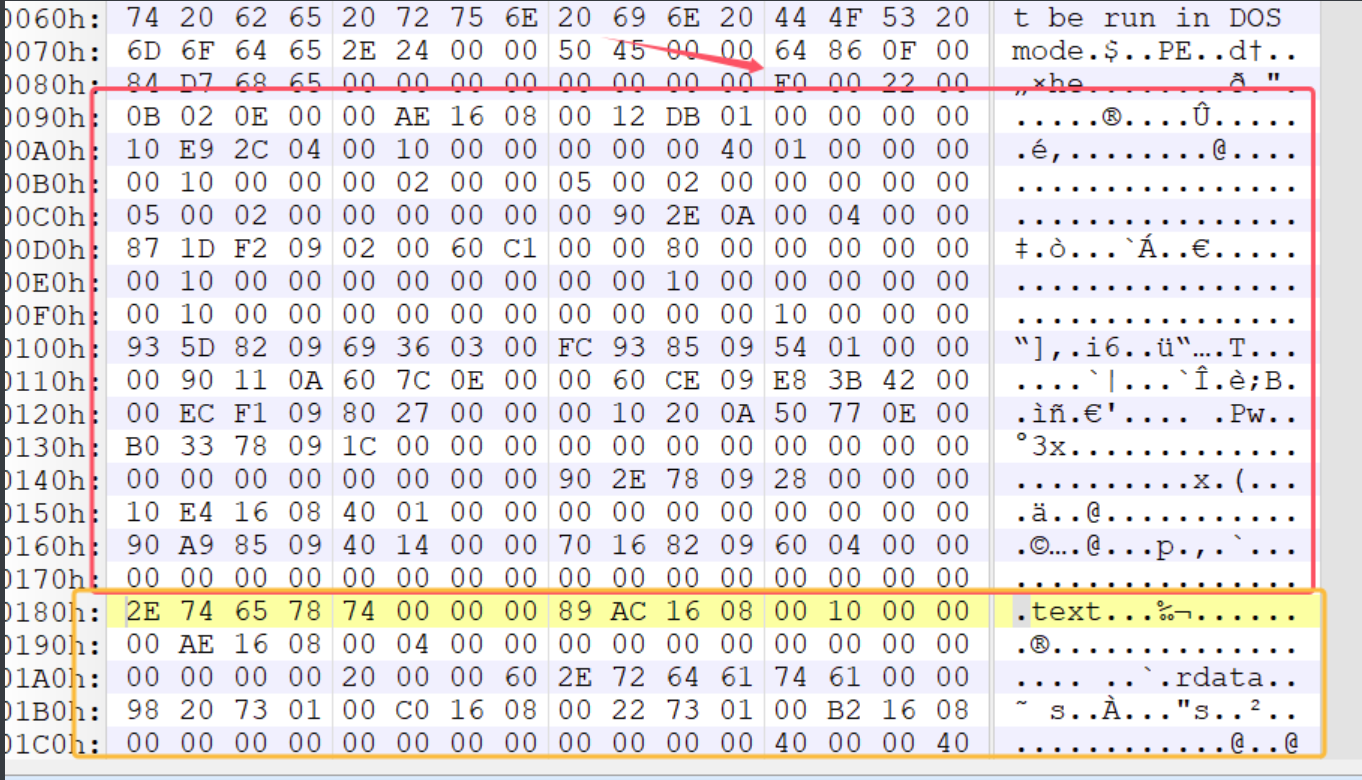 0060h: 74 20 62 65 20 72 75 6E 20 69 6E 20 44 4F 53 20 t be run in DOS
0070h: 6D 6F 64 65 2E 24 00 00 50 45 00 00 64 86 0F 00 mode.$..PE..d†..
0080h: 84 D7 68 65 00 00 00 00 00 00 00 00 F0 00 22 00 „×he........ð.".
0090h: 0B 02 0E 00 00 AE 16 08 00 12 DB 01 00 00 00 00 .....®....Û.....
00A0h: 10 E9 2C 04 00 10 00 00 00 00 00 40 01 00 00 00 .é,........@....
00B0h: 00 10 00 00 00 02 00 00 05 00 02 00 00 00 00 00 ................
00C0h: 05 00 02 00 00 00 00 00 00 90 2E 0A 00 04 00 00 ................
00D0h: 87 1D F2 09 02 00 60 C1 00 00 80 00 00 00 00 00 ‡.ò...`Á..€.....
00E0h: 00 10 00 00 00 00 00 00 00 00 10 00 00 00 00 00 ................
00F0h: 00 10 00 00 00 00 00 00 00 00 00 00 10 00 00 00 ................
0100h: 93 5D 82 09 69 36 03 00 FC 93 85 09 54 01 00 00 “]‚.i6..ü“….T...
0110h: 00 90 11 0A 60 7C 0E 00 00 60 CE 09 E8 3B 42 00 ....`|...`Î.è;B.
0120h: 00 EC F1 09 80 27 00 00 00 10 20 0A 50 77 0E 00 .ìñ.€'.... .Pw..
0130h: B0 33 78 09 1C 00 00 00 00 00 00 00 00 00 00 00 °3x.............
0140h: 00 00 00 00 00 00 00 00 90 2E 78 09 28 00 00 00 ..........x.(...
0150h: 10 E4 16 08 40 01 00 00 00 00 00 00 00 00 00 00 .ä..@...........
0160h: 90 A9 85 09 40 14 00 00 70 16 82 09 60 04 00 00 .©….@...p.‚.`...
0170h: 00 00 00 00 00 00 00 00 00 00 00 00 00 00 00 00 ................
0180h: 2E 74 65 78 74 00 00 00 89 AC 16 08 00 10 00 00 .text...‰¬......
0190h: 00 AE 16 08 00 04 00 00 00 00 00 00 00 00 00 00 .®..............
01A0h: 00 00 00 00 20 00 00 60 2E 72 64 61 74 61 00 00 .... ..`.rdata..
01B0h: 98 20 73 01 00 C0 16 08 00 22 73 01 00 B2 16 08 ˜ s..À..."s..²..
01C0h: 00 00 00 00 00 00 00 00 00 00 00 00 40 00 00 40 ............@..@